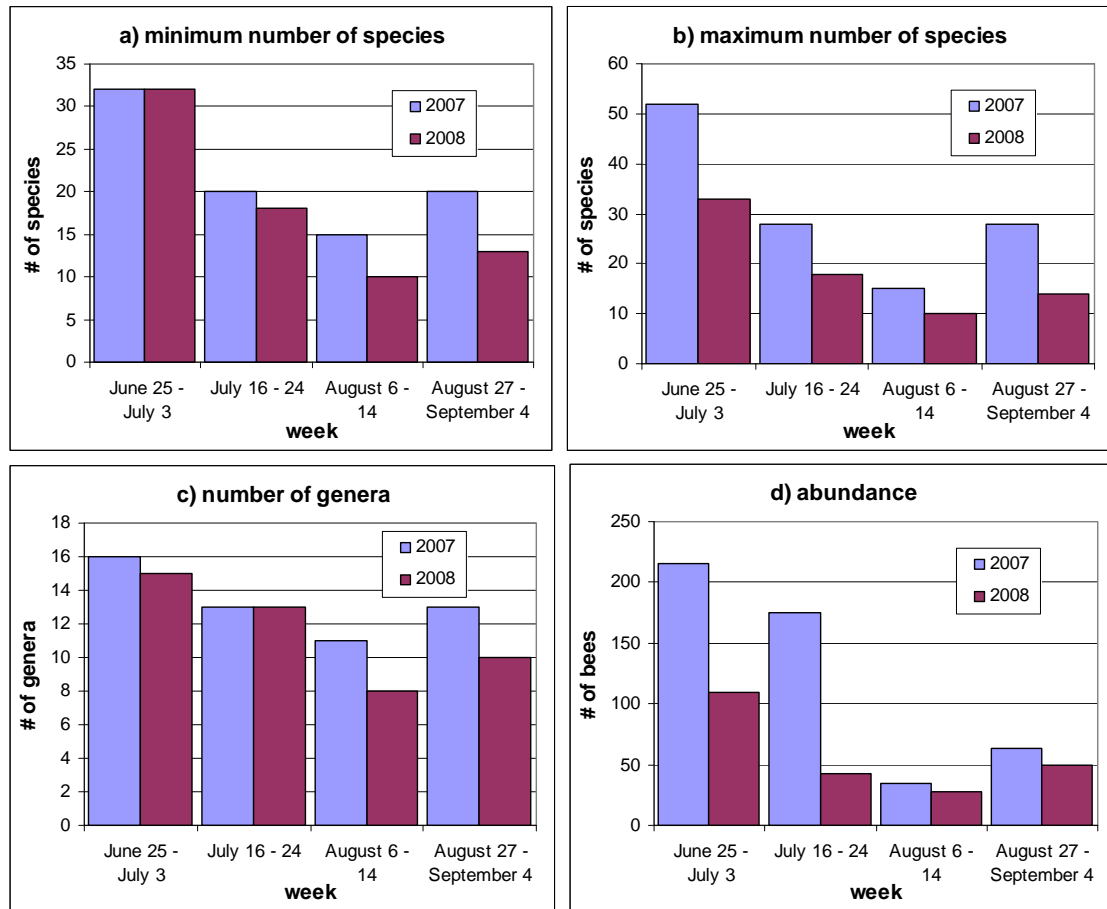 a) minimum number of species
35
30
25
20
15
10
5
0
# of species
2007
2008
June 25 -
July 3
July 16 - 24
August 6 -
14
August 27 -
September 4
week
b) maximum number of species
60
50
40
30
20
10
0
# of species
2007
2008
June 25 -
July 3
July 16 - 24
August 6 -
14
August 27 -
September 4
week
c) number of genera
18
16
14
12
10
8
6
4
2
0
# of genera
2007
2008
June 25 -
July 3
July 16 - 24
August 6 -
14
August 27 -
September 4
week
d) abundance
250
200
150
100
50
0
# of bees
2007
2008
June 25 -
July 3
July 16 - 24
August 6 -
14
August 27 -
September 4
week